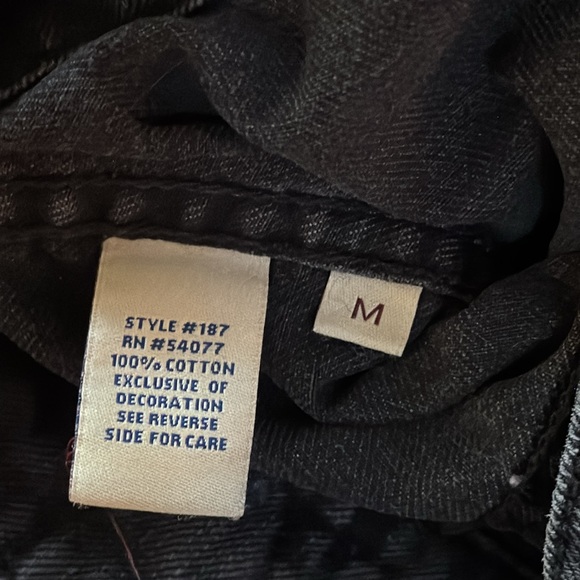 STYLE #187
RN #54077
100% COTTON
EXCLUSIVE OF
DECORATION
SEE REVERSE
SIDE FOR CARE
M